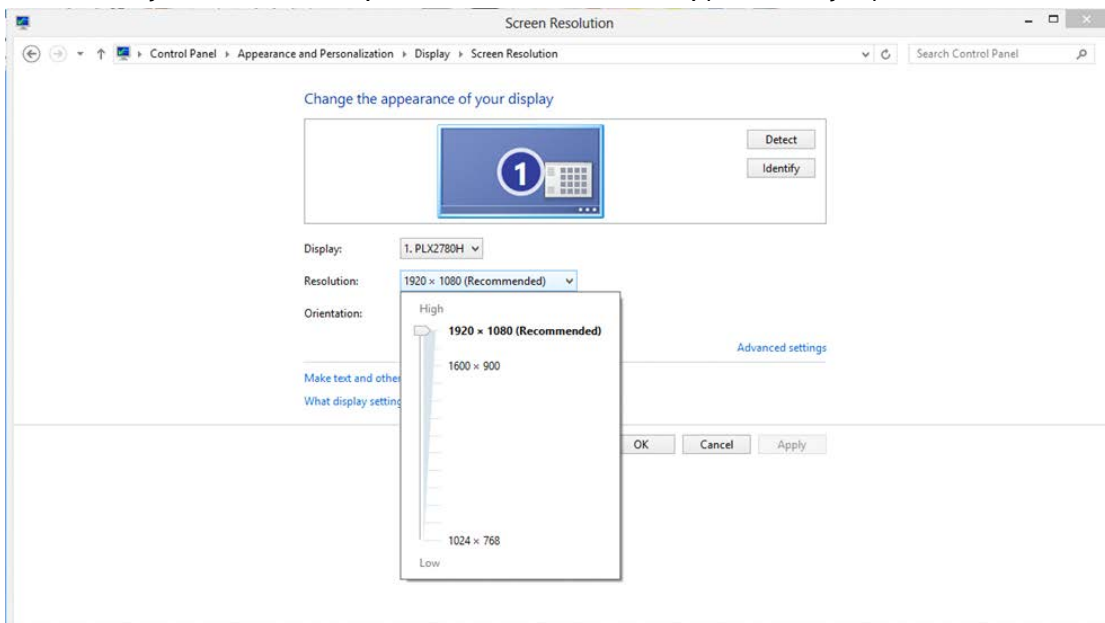 Screen Resolution
Control Panel ▸ Appearance and Personalization ▸ Display ▸ Screen Resolution
Search Control Panel
Change the appearance of your display
1
Detect
Identify
Display: 1. PLX2780H
Resolution: 1920 × 1080 (Recommended)
Orientation:
High
1920 × 1080 (Recommended)
1600 × 900
Advanced settings
Make text and other
What display setting
OK Cancel Apply
1024 × 768
Low